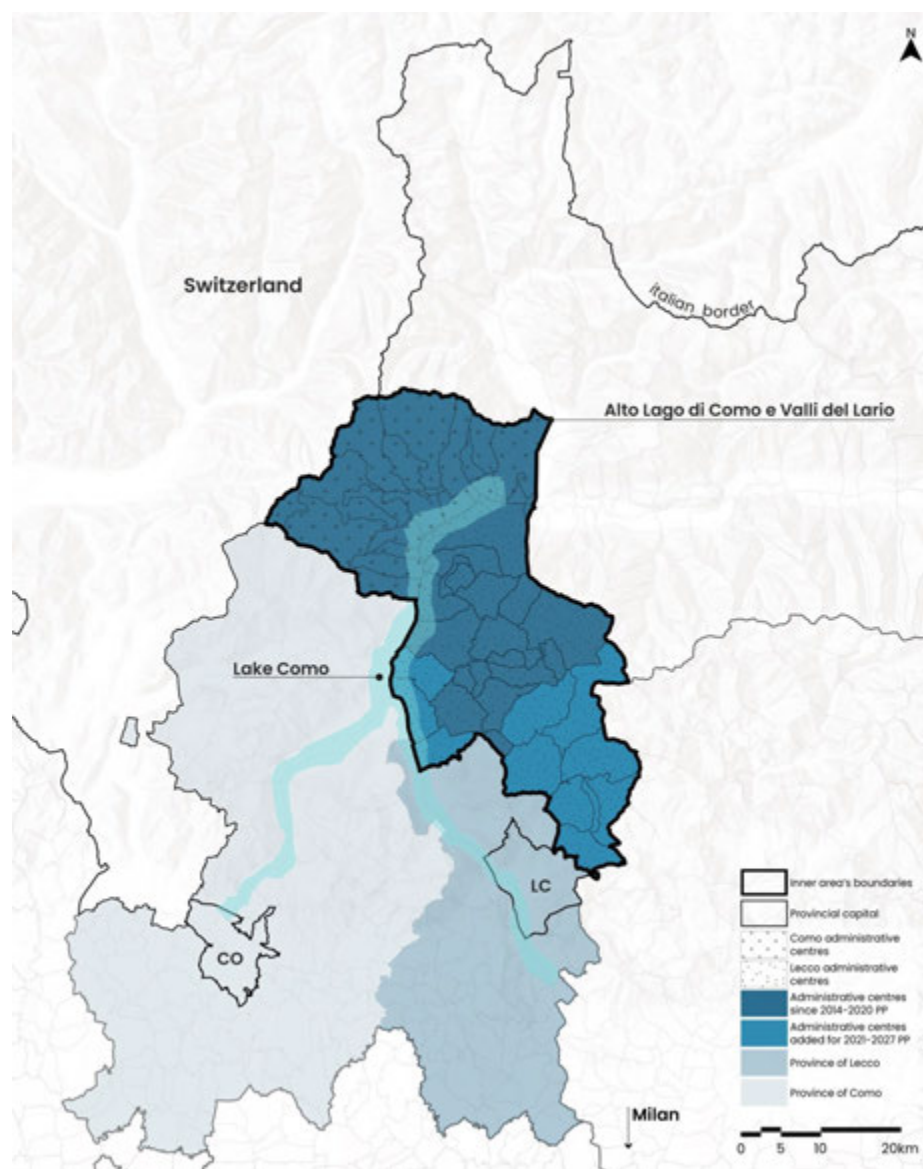 N
Switzerland
italian border
Alto Lago di Como e Valli del Lario
Lake Como
LC
CO
Inner area's boundaries
Provincial capital
Como administrative
centres
Lecco administrative
centres
Administrative centres
since 2014-2020 PP
Administrative centres
added for 2021-2027 PP
Province of Lecco
Province of Como
Milan
0 5 10 20km